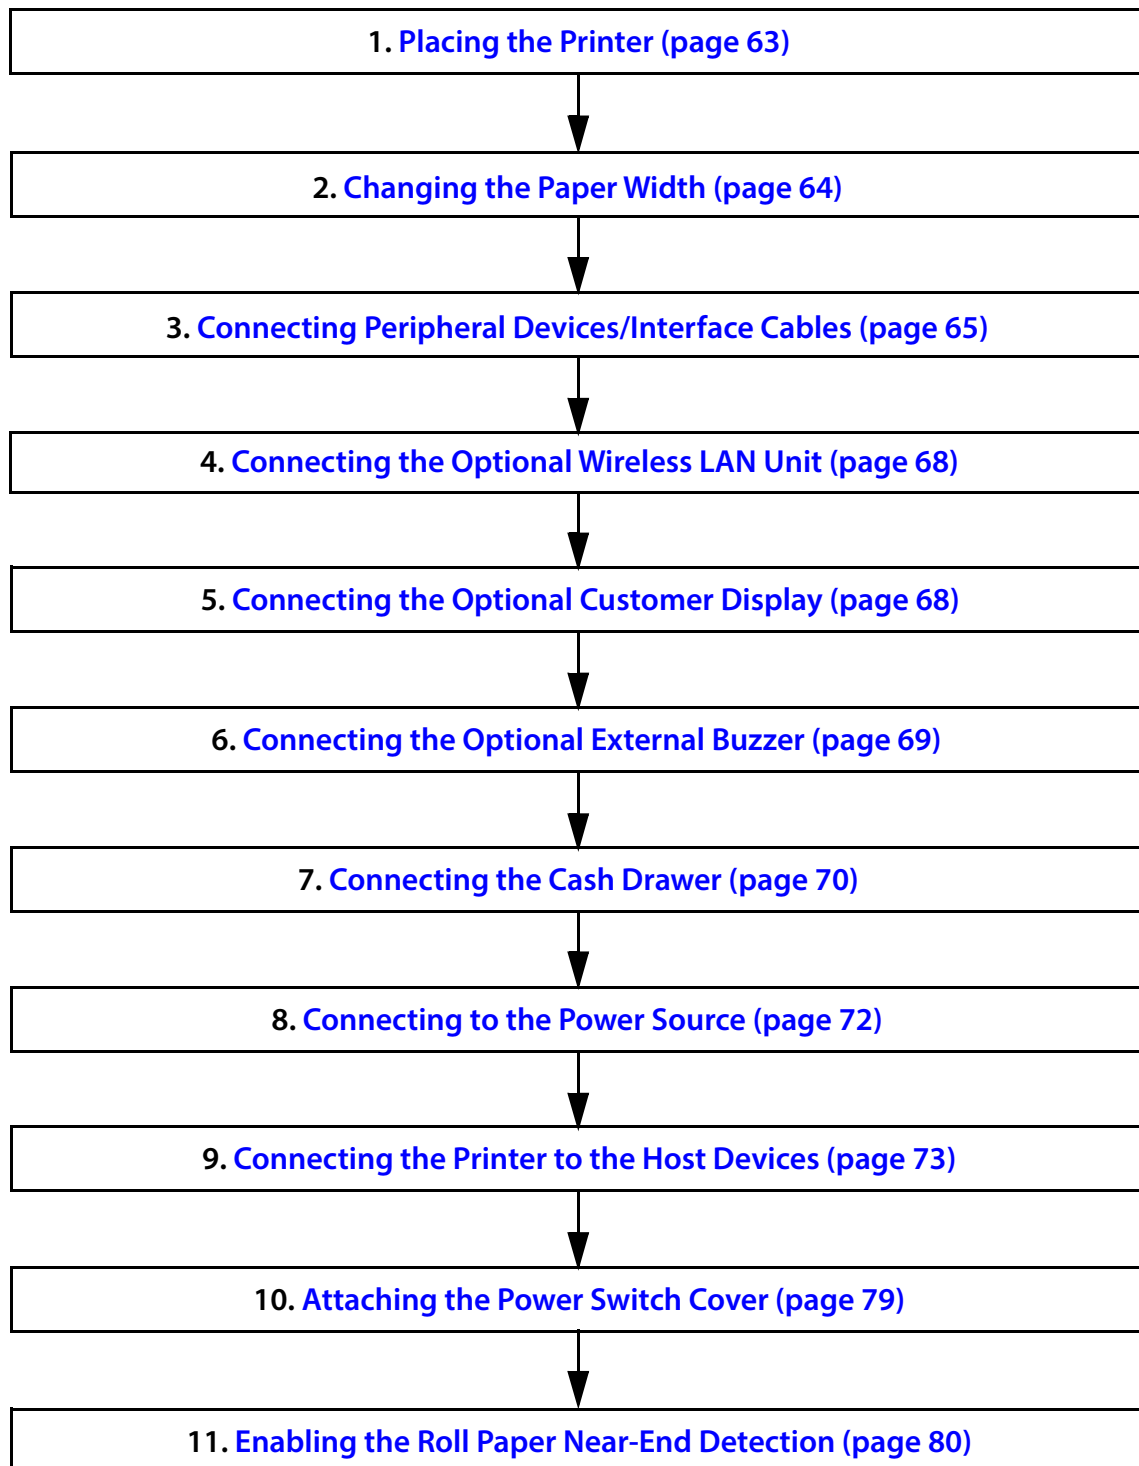 1. Placing the Printer (page 63)
2. Changing the Paper Width (page 64)
3. Connecting Peripheral Devices/Interface Cables (page 65)
4. Connecting the Optional Wireless LAN Unit (page 68)
5. Connecting the Optional Customer Display (page 68)
6. Connecting the Optional External Buzzer (page 69)
7. Connecting the Cash Drawer (page 70)
8. Connecting to the Power Source (page 72)
9. Connecting the Printer to the Host Devices (page 73)
10. Attaching the Power Switch Cover (page 79)
11. Enabling the Roll Paper Near-End Detection (page 80)